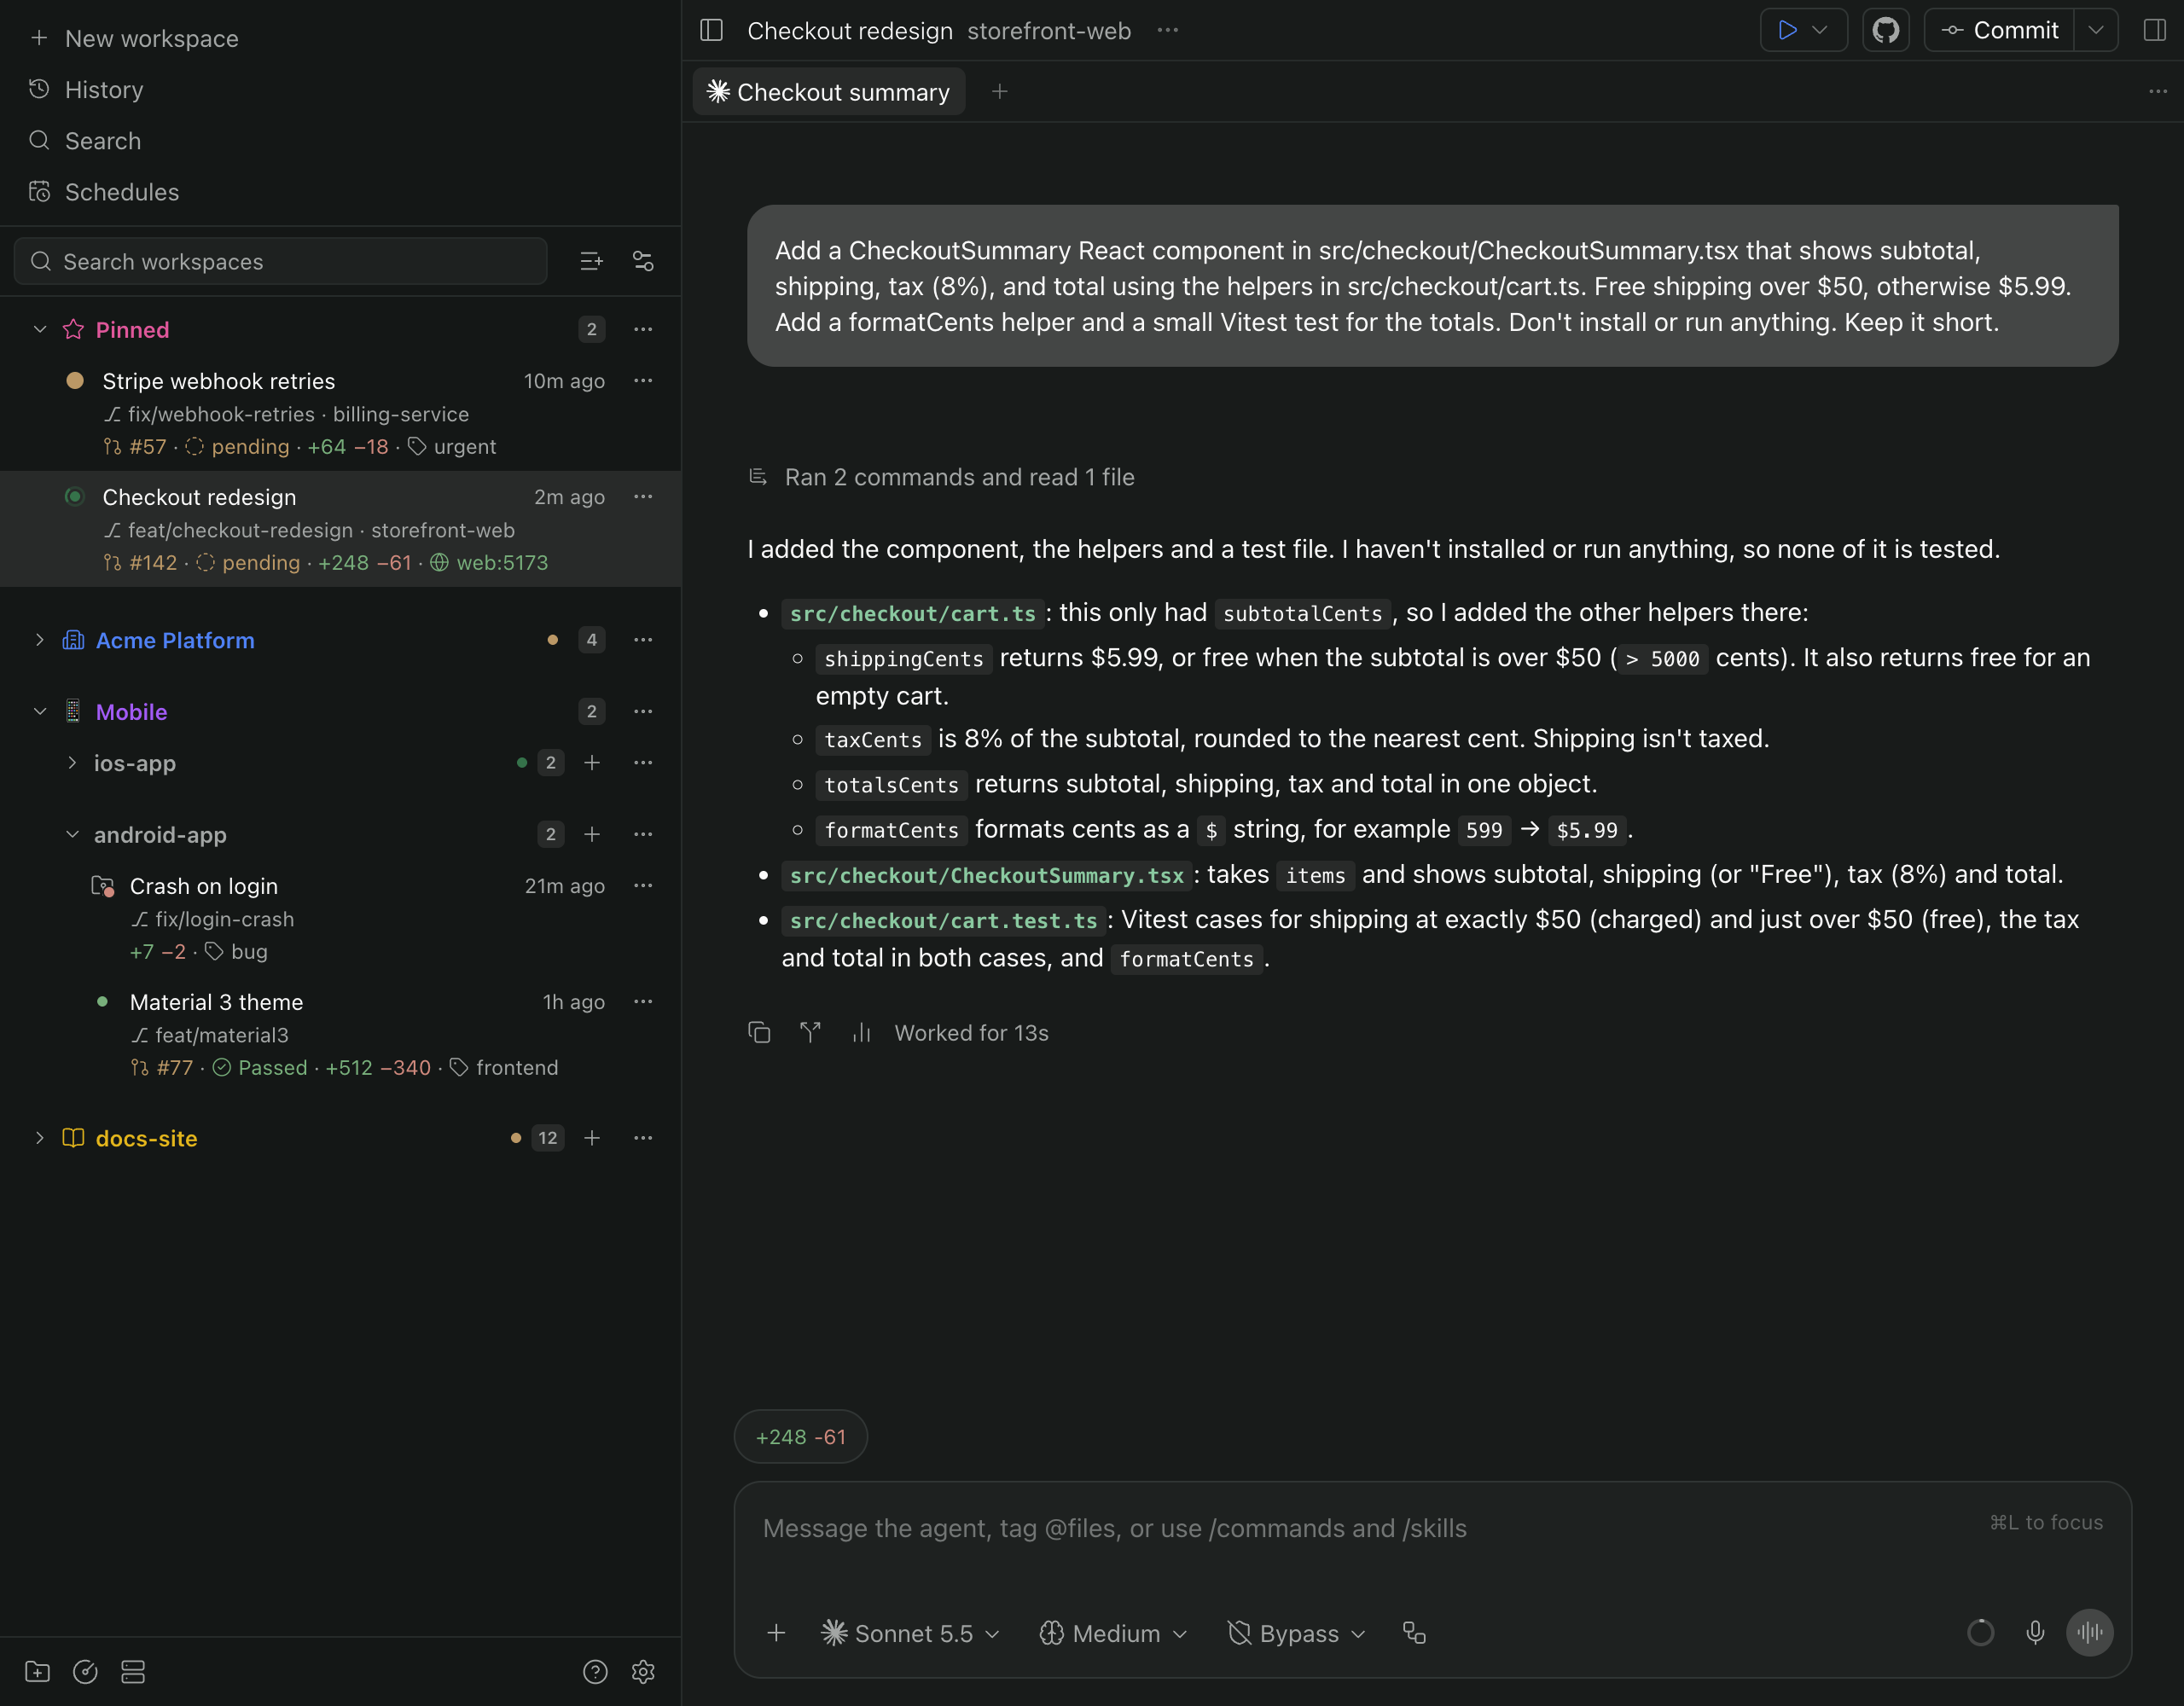 New workspace
History
Search
Schedules
Search workspaces
Pinned 2
Stripe webhook retries 10m ago
fix/webhook-retries · billing-service
#57 · pending · +64 −18 · urgent
Checkout redesign 2m ago
feat/checkout-redesign · storefront-web
#142 · pending · +248 −61 · web:5173
Acme Platform 4
Mobile 2
ios-app 2
android-app 2
Crash on login 21m ago
fix/login-crash
+7 −2 · bug
Material 3 theme 1h ago
feat/material3
#77 · Passed · +512 −340 · frontend
docs-site 12
Checkout redesign storefront-web
Commit
Checkout summary
Add a CheckoutSummary React component in src/checkout/CheckoutSummary.tsx that shows subtotal,
shipping, tax (8%), and total using the helpers in src/checkout/cart.ts. Free shipping over $50, otherwise $5.99.
Add a formatCents helper and a small Vitest test for the totals. Don't install or run anything. Keep it short.
Ran 2 commands and read 1 file
I added the component, the helpers and a test file. I haven't installed or run anything, so none of it is tested.
src/checkout/cart.ts: this only had subtotalCents, so I added the other helpers there:
shippingCents returns $5.99, or free when the subtotal is over $50 (> 5000 cents). It also returns free for an
empty cart.
taxCents is 8% of the subtotal, rounded to the nearest cent. Shipping isn't taxed.
totalsCents returns subtotal, shipping, tax and total in one object.
formatCents formats cents as a $ string, for example 599 → $5.99.
src/checkout/CheckoutSummary.tsx: takes items and shows subtotal, shipping (or "Free"), tax (8%) and total.
src/checkout/cart.test.ts: Vitest cases for shipping at exactly $50 (charged) and just over $50 (free), the tax
and total in both cases, and formatCents.
Worked for 13s
+248 -61
Message the agent, tag @files, or use /commands and /skills
⌘L to focus
Sonnet 5.5 Medium Bypass